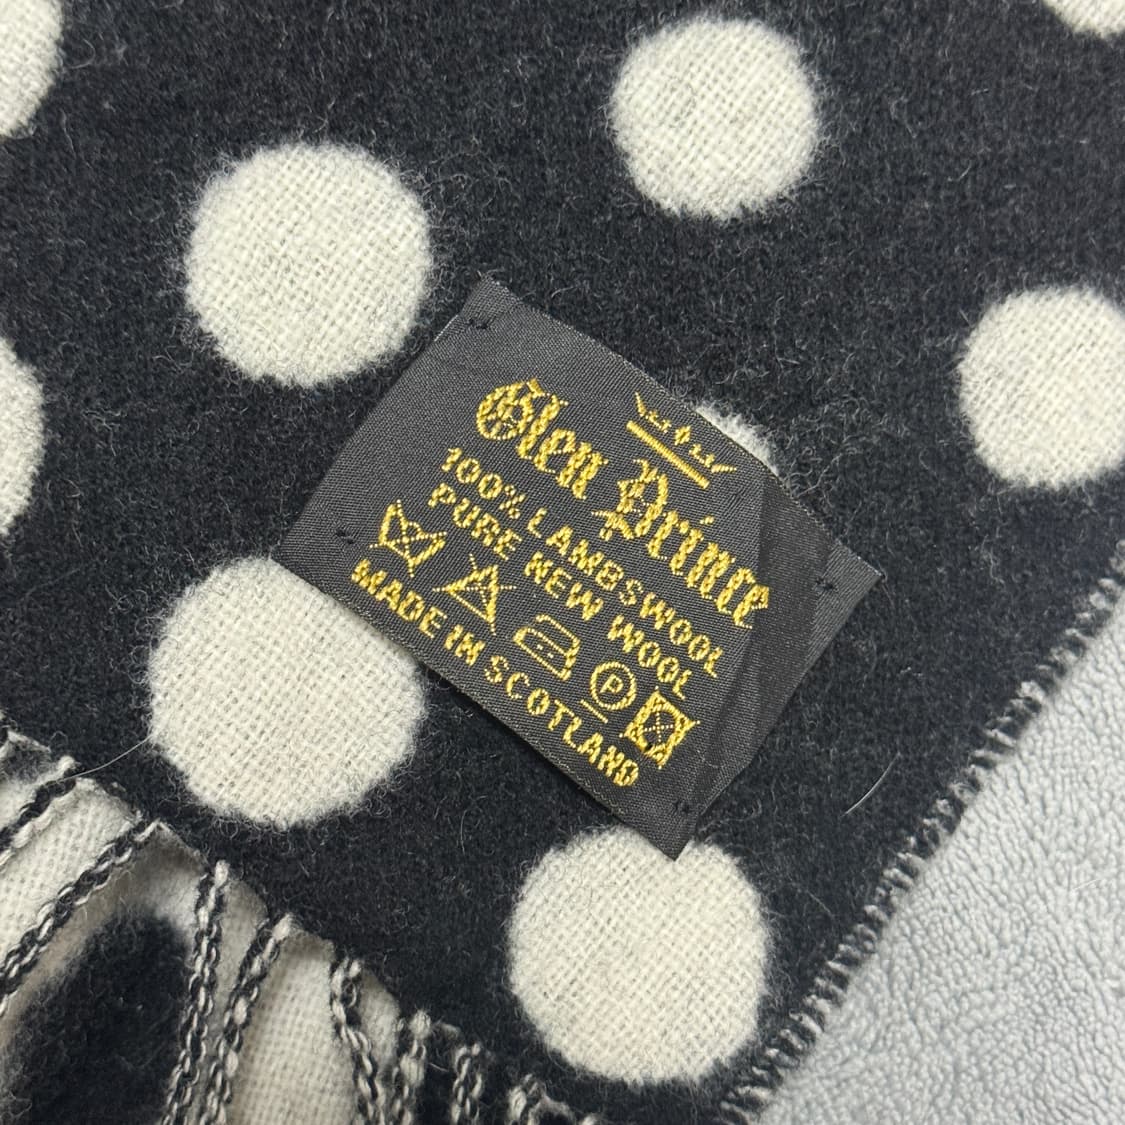 Glen Prince
100% LAMBSWOOL
PURE NEW WOOL
P
MADE IN SCOTLAND